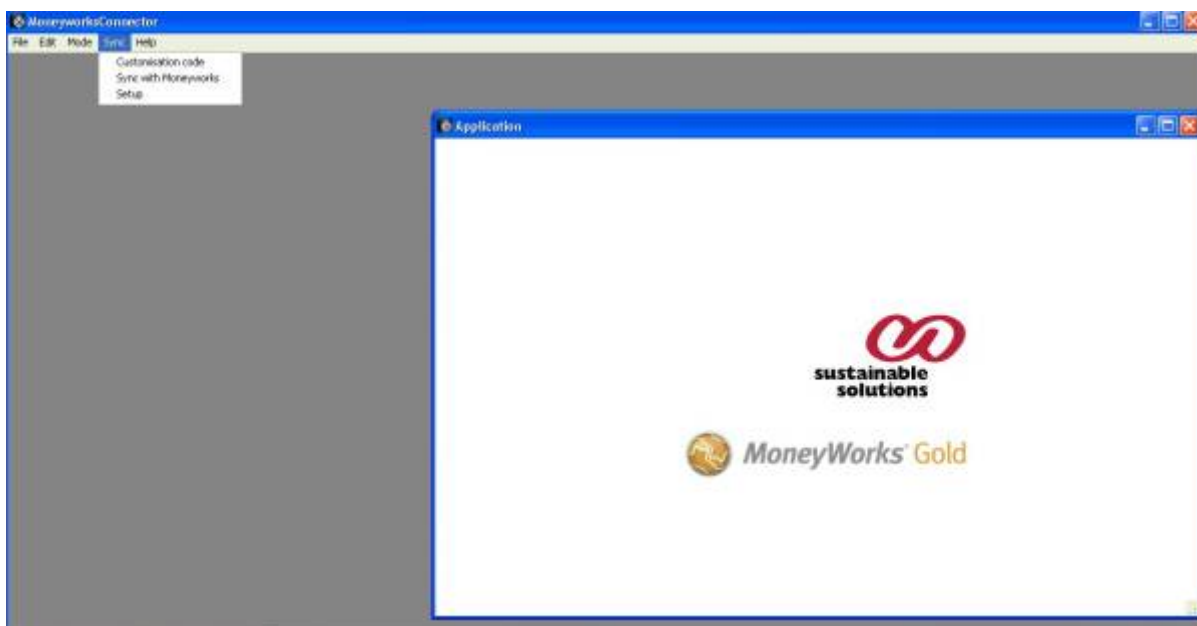 MoneyworksConnector
File Edit Mode Sync Help
Customisation code
Sync with Moneyworks
Setup
Application
sustainable
solutions
MoneyWorks® Gold